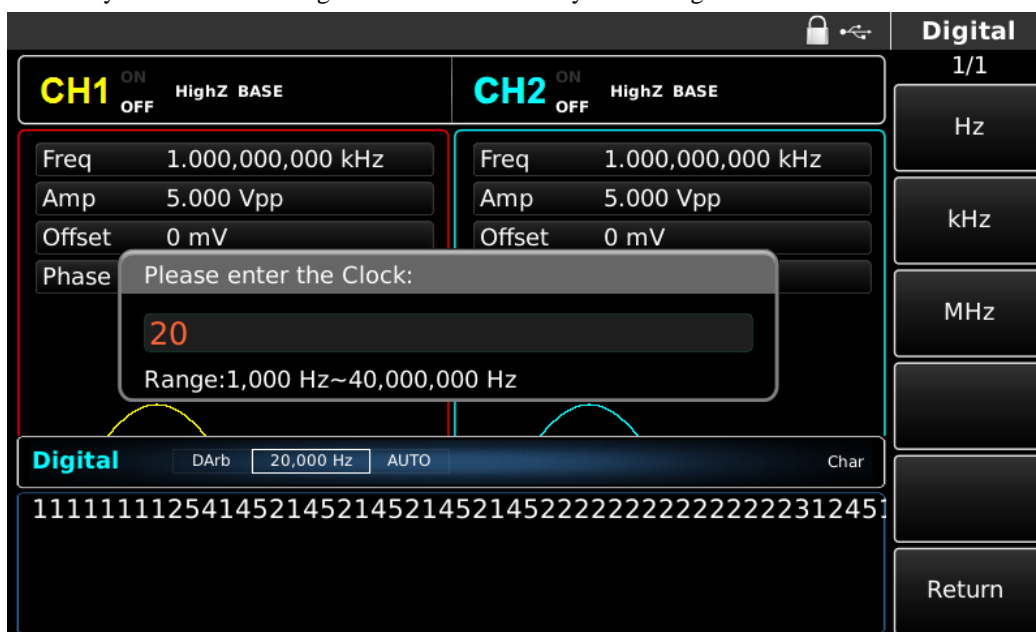 Digital
1/1
CH1 ON OFF HighZ BASE
CH2 ON OFF HighZ BASE
Hz
Freq 1.000,000,000 kHz
Freq 1.000,000,000 kHz
Amp 5.000 Vpp
Amp 5.000 Vpp
kHz
Offset 0 mV
Offset 0 mV
Phase
Please enter the Clock:
MHz
20
Range:1,000 Hz~40,000,000 Hz
Digital DArb 20,000 Hz AUTO Char
111111112541452145214521452145222222222222222312451
Return